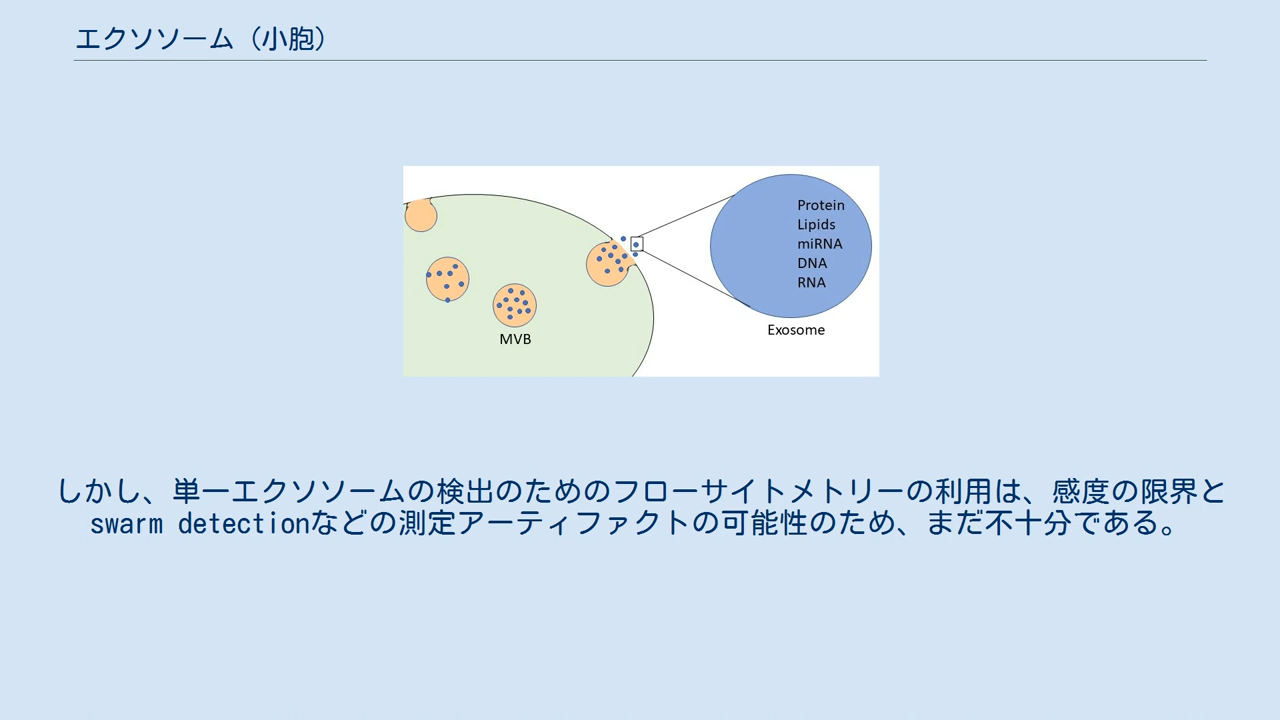 エクソソーム（小胞）
Protein
Lipids
miRNA
DNA
RNA
Exosome
MVB
しかし、単一エクソソームの検出のためのフローサイトメトリーの利用は、感度の限界と
swarm detectionなどの測定アーティファクトの可能性のため、まだ不十分である。